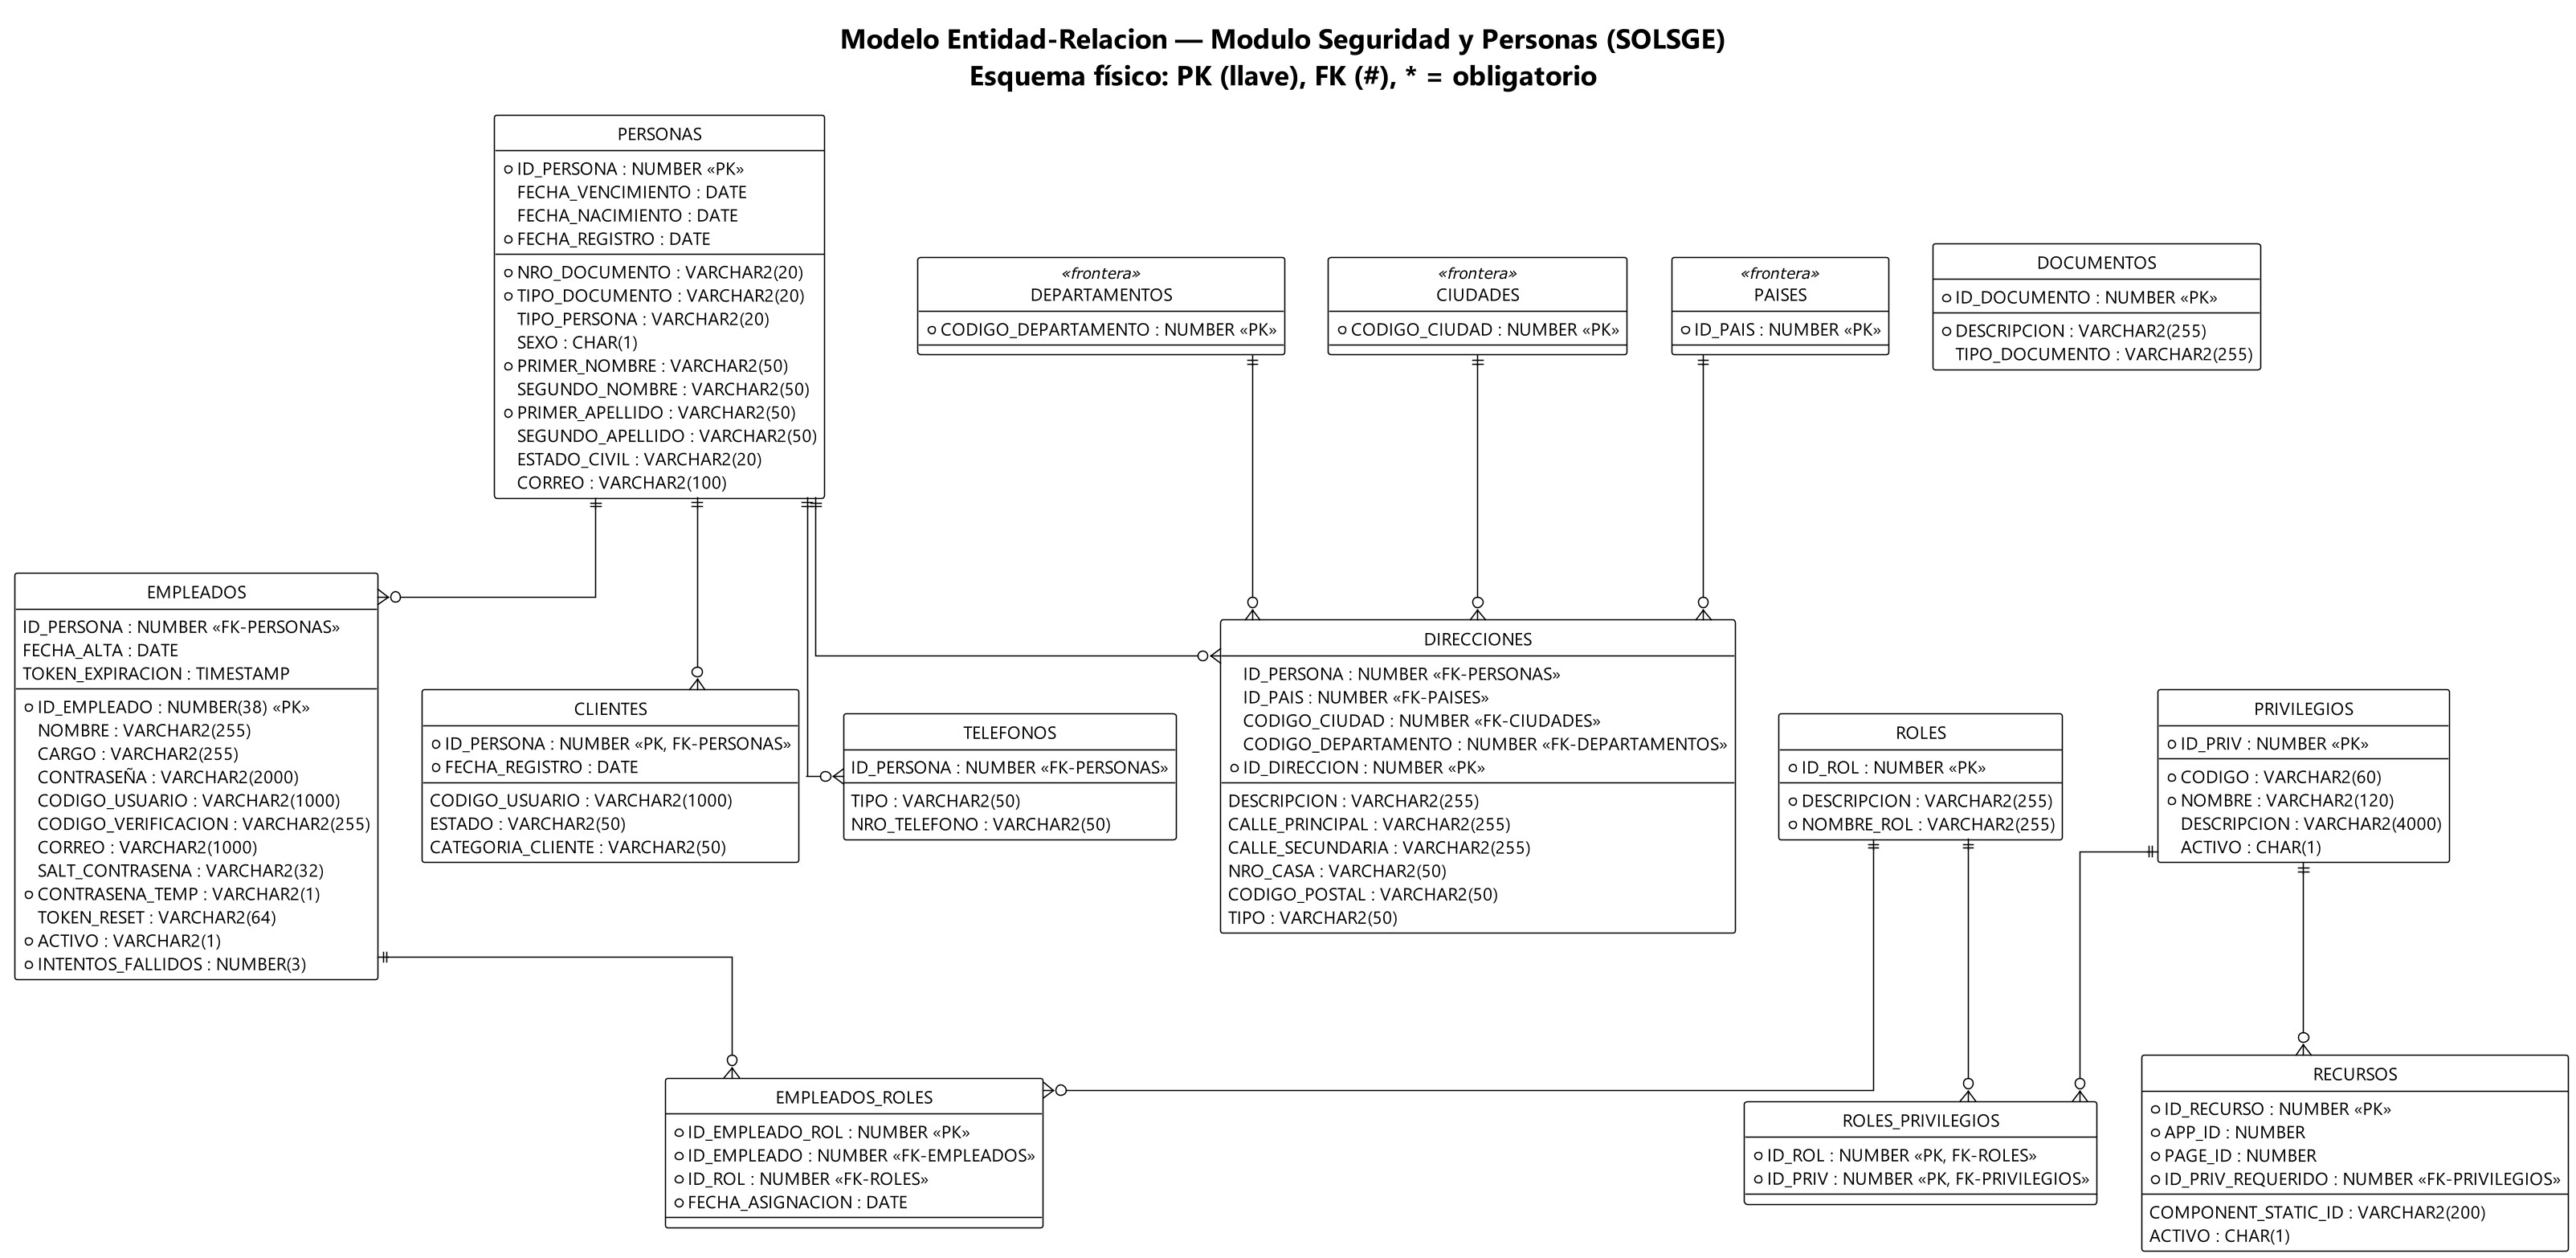 Modelo Entidad-Relacion — Modulo Seguridad y Personas (SOLSGE)
Esquema físico: PK (llave), FK (#), * = obligatorio
PERSONAS
ID_PERSONA : NUMBER «PK»
FECHA_VENCIMIENTO : DATE
FECHA_NACIMIENTO : DATE
FECHA_REGISTRO : DATE
NRO_DOCUMENTO : VARCHAR2(20)
TIPO_DOCUMENTO : VARCHAR2(20)
TIPO_PERSONA : VARCHAR2(20)
SEXO : CHAR(1)
PRIMER_NOMBRE : VARCHAR2(50)
SEGUNDO_NOMBRE : VARCHAR2(50)
PRIMER_APELLIDO : VARCHAR2(50)
SEGUNDO_APELLIDO : VARCHAR2(50)
ESTADO_CIVIL : VARCHAR2(20)
CORREO : VARCHAR2(100)
«frontera»
DEPARTAMENTOS
CODIGO_DEPARTAMENTO : NUMBER «PK»
«frontera»
CIUDADES
CODIGO_CIUDAD : NUMBER «PK»
«frontera»
PAISES
ID_PAIS : NUMBER «PK»
DOCUMENTOS
ID_DOCUMENTO : NUMBER «PK»
DESCRIPCION : VARCHAR2(255)
TIPO_DOCUMENTO : VARCHAR2(255)
EMPLEADOS
ID_PERSONA : NUMBER «FK-PERSONAS»
FECHA_ALTA : DATE
TOKEN_EXPIRACION : TIMESTAMP
ID_EMPLEADO : NUMBER(38) «PK»
NOMBRE : VARCHAR2(255)
CARGO : VARCHAR2(255)
CONTRASEÑA : VARCHAR2(2000)
CODIGO_USUARIO : VARCHAR2(1000)
CODIGO_VERIFICACION : VARCHAR2(255)
CORREO : VARCHAR2(1000)
SALT_CONTRASENA : VARCHAR2(32)
CONTRASENA_TEMP : VARCHAR2(1)
TOKEN_RESET : VARCHAR2(64)
ACTIVO : VARCHAR2(1)
INTENTOS_FALLIDOS : NUMBER(3)
CLIENTES
ID_PERSONA : NUMBER «PK, FK-PERSONAS»
FECHA_REGISTRO : DATE
CODIGO_USUARIO : VARCHAR2(1000)
ESTADO : VARCHAR2(50)
CATEGORIA_CLIENTE : VARCHAR2(50)
TELEFONOS
ID_PERSONA : NUMBER «FK-PERSONAS»
TIPO : VARCHAR2(50)
NRO_TELEFONO : VARCHAR2(50)
DIRECCIONES
ID_PERSONA : NUMBER «FK-PERSONAS»
ID_PAIS : NUMBER «FK-PAISES»
CODIGO_CIUDAD : NUMBER «FK-CIUDADES»
CODIGO_DEPARTAMENTO : NUMBER «FK-DEPARTAMENTOS»
ID_DIRECCION : NUMBER «PK»
DESCRIPCION : VARCHAR2(255)
CALLE_PRINCIPAL : VARCHAR2(255)
CALLE_SECUNDARIA : VARCHAR2(255)
NRO_CASA : VARCHAR2(50)
CODIGO_POSTAL : VARCHAR2(50)
TIPO : VARCHAR2(50)
ROLES
ID_ROL : NUMBER «PK»
DESCRIPCION : VARCHAR2(255)
NOMBRE_ROL : VARCHAR2(255)
PRIVILEGIOS
ID_PRIV : NUMBER «PK»
CODIGO : VARCHAR2(60)
NOMBRE : VARCHAR2(120)
DESCRIPCION : VARCHAR2(4000)
ACTIVO : CHAR(1)
EMPLEADOS_ROLES
ID_EMPLEADO_ROL : NUMBER «PK»
ID_EMPLEADO : NUMBER «FK-EMPLEADOS»
ID_ROL : NUMBER «FK-ROLES»
FECHA_ASIGNACION : DATE
ROLES_PRIVILEGIOS
ID_ROL : NUMBER «PK, FK-ROLES»
ID_PRIV : NUMBER «PK, FK-PRIVILEGIOS»
RECURSOS
ID_RECURSO : NUMBER «PK»
APP_ID : NUMBER
PAGE_ID : NUMBER
ID_PRIV_REQUERIDO : NUMBER «FK-PRIVILEGIOS»
COMPONENT_STATIC_ID : VARCHAR2(200)
ACTIVO : CHAR(1)